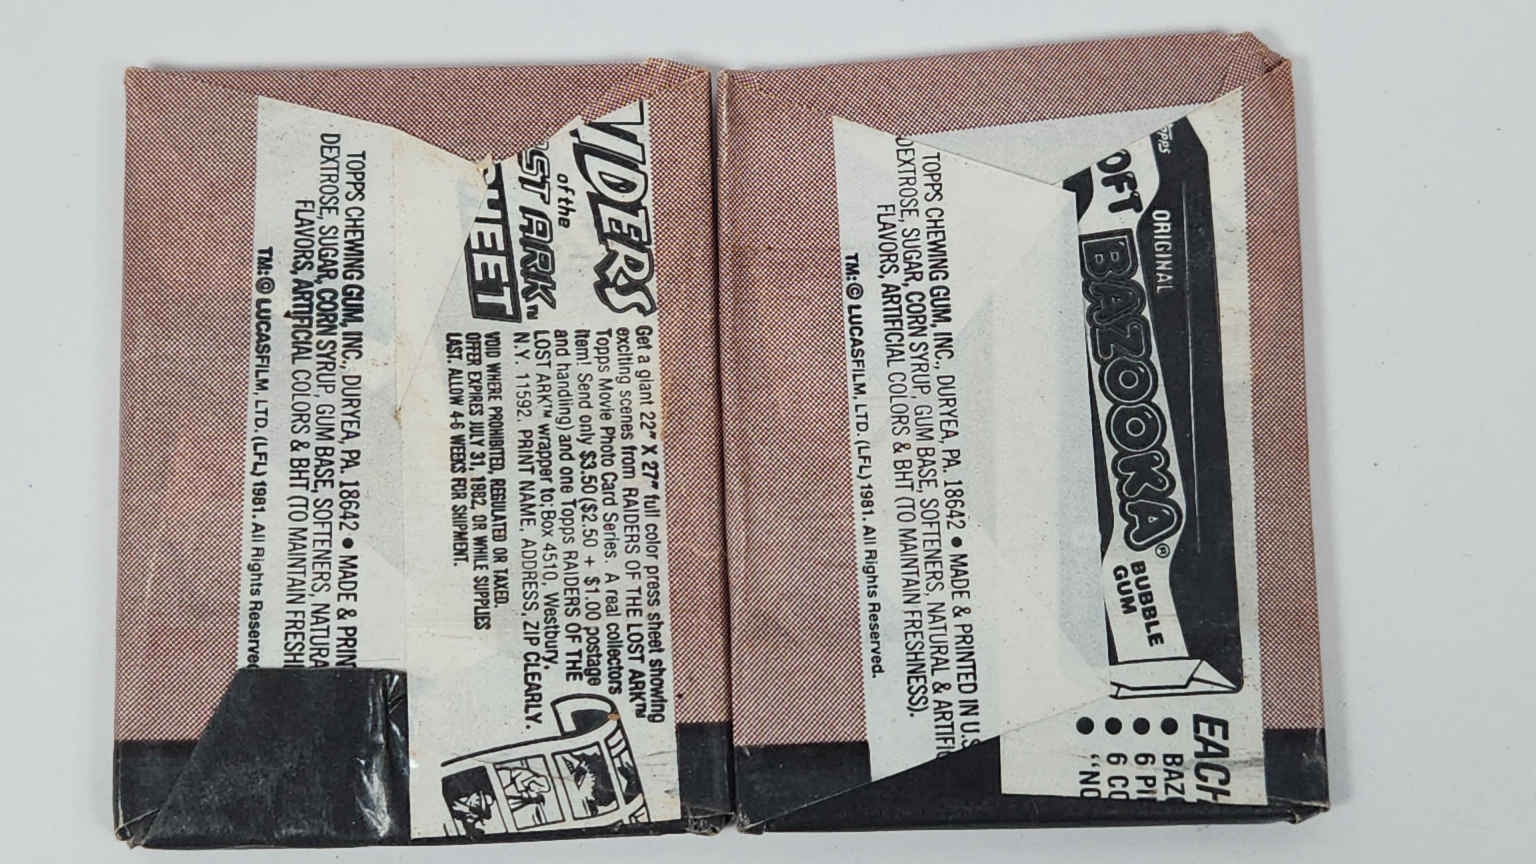 TOPPS CHEWING GUM, INC., DURYEA, PA. 18642 • MADE & PRINT
DEXTROSE, SUGAR, CORN SYRUP, GUM BASE, SOFTENERS, NATURA
FLAVORS, ARTIFICIAL COLORS & BHT (TO MAINTAIN FRESH
TM: © LUCASFILM, LTD. (LFL) 1981. All Rights Reserved
IDERS
of the
ST ARK™
SHEET
Get a giant 22" X 27" full color press sheet showing
exciting scenes from RAIDERS OF THE LOST ARK™
Topps Movie Photo Card Series. A real collectors
item! Send only $3.50 ($2.50 + $1.00 postage
and handling) and one Topps RAIDERS OF THE
LOST ARK™ wrapper to: Box 4510, Westbury,
N.Y. 11592. PRINT NAME, ADDRESS, ZIP CLEARLY.
VOID WHERE PROHIBITED, REGULATED OR TAXED.
OFFER EXPIRES JULY 31, 1982, OR WHILE SUPPLIES
LAST. ALLOW 4-6 WEEKS FOR SHIPMENT.
TOPPS CHEWING GUM, INC., DURYEA, PA. 18642 • MADE & PRINTED IN U.S
DEXTROSE, SUGAR, CORN SYRUP, GUM BASE, SOFTENERS, NATURAL & ARTIFI
FLAVORS, ARTIFICIAL COLORS & BHT (TO MAINTAIN FRESHNESS).
TM: © LUCASFILM, LTD. (LFL) 1981. All Rights Reserved.
OPPS
OFT
ORIGINAL
BAZOOKA®
BUBBLE
GUM
EACH
• BAZ
• 6 PI
• 6 CO
• "NO